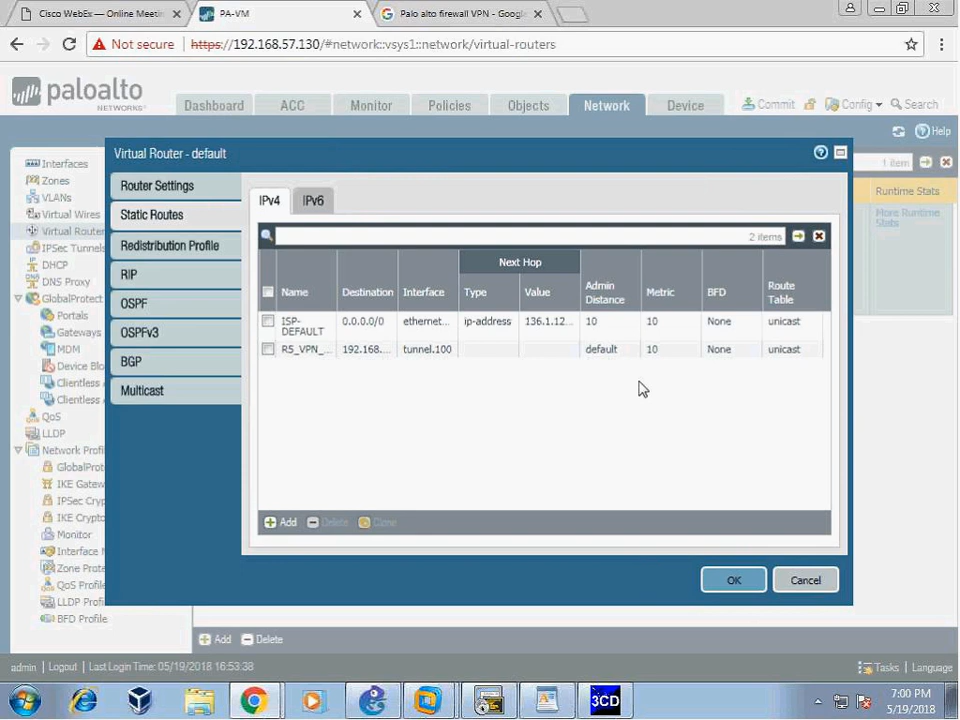 Cisco WebEx — Online Meetin
PA-VM
Palo alto firewall VPN - Google
Not secure
https://192.168.57.130/#network::vsys1::network/virtual-routers
paloalto
NETWORKS
Dashboard
ACC
Monitor
Policies
Objects
Network
Device
Commit
Config
Search
Help
Interfaces
Zones
VLANs
Virtual Wires
Virtual Router
IPSec Tunnels
DHCP
DNS Proxy
GlobalProtect
Portals
Gateways
MDM
Device Blo
Clientless
Clientless
QoS
LLDP
Network Profi
GlobalProt
IKE Gatew
IPSec Cryp
IKE Crypto
Monitor
Interface M
Zone Prote
QoS Profile
LLDP Profi
BFD Profile
1 item
Runtime Stats
More Runtime
Stats
Virtual Router - default
Router Settings
Static Routes
Redistribution Profile
RIP
OSPF
OSPFv3
BGP
Multicast
IPv4
IPv6
2 items
Next Hop
Name
Destination
Interface
Type
Value
Admin
Distance
Metric
BFD
Route
Table
ISP-
DEFAULT
0.0.0.0/0
ethernet...
ip-address
136.1.12...
10
10
None
unicast
R5_VPN_...
192.168....
tunnel.100
default
10
None
unicast
Add
Delete
Clone
OK
Cancel
Add
Delete
admin | Logout | Last Login Time: 05/19/2018 16:53:38
Tasks | Language
3CD
7:00 PM
5/19/2018